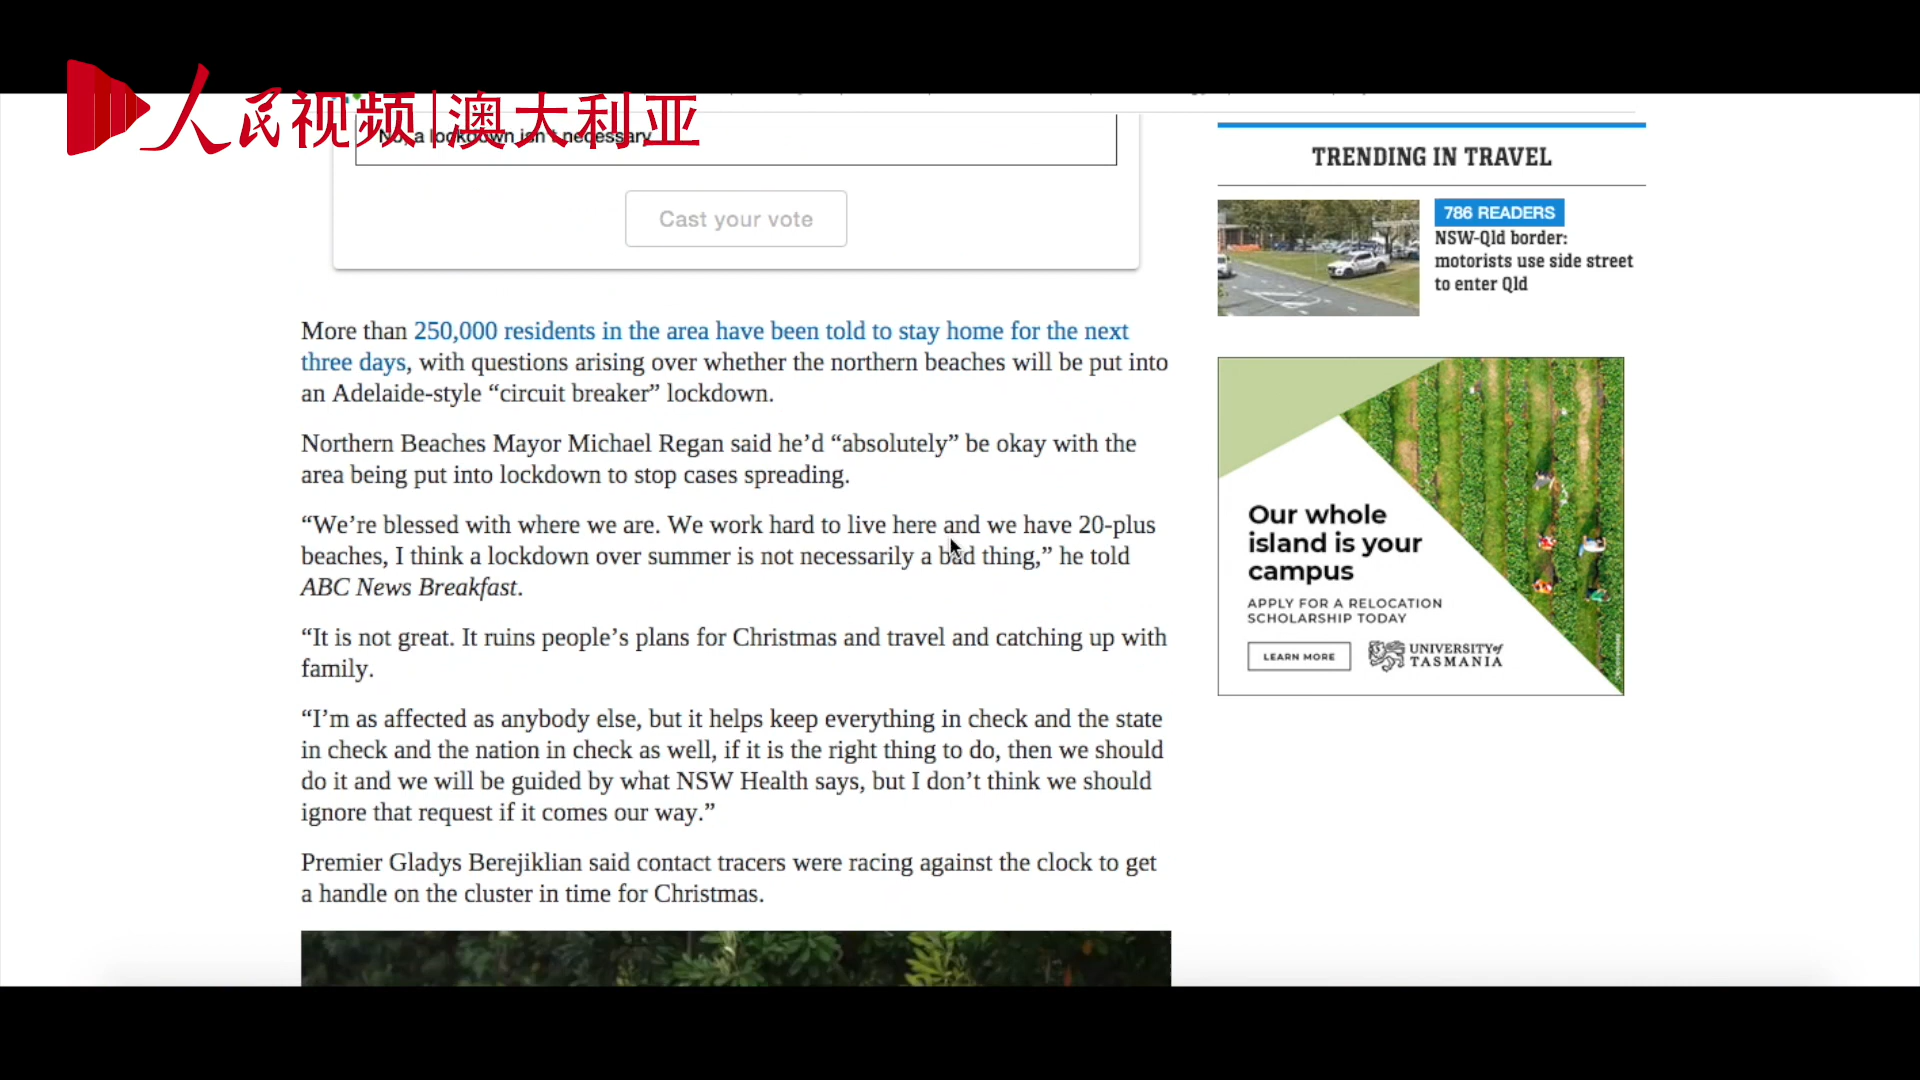 人民视频|澳大利亚
No, a lockdown isn't necessary
Cast your vote
More than 250,000 residents in the area have been told to stay home for the next
three days, with questions arising over whether the northern beaches will be put into
an Adelaide-style “circuit breaker” lockdown.
Northern Beaches Mayor Michael Regan said he’d “absolutely” be okay with the
area being put into lockdown to stop cases spreading.
“We’re blessed with where we are. We work hard to live here and we have 20-plus
beaches, I think a lockdown over summer is not necessarily a bad thing,” he told
ABC News Breakfast.
“It is not great. It ruins people’s plans for Christmas and travel and catching up with
family.
“I’m as affected as anybody else, but it helps keep everything in check and the state
in check and the nation in check as well, if it is the right thing to do, then we should
do it and we will be guided by what NSW Health says, but I don’t think we should
ignore that request if it comes our way.”
Premier Gladys Berejiklian said contact tracers were racing against the clock to get
a handle on the cluster in time for Christmas.
TRENDING IN TRAVEL
786 READERS
NSW-Qld border:
motorists use side street
to enter Qld
Our whole
island is your
campus
APPLY FOR A RELOCATION
SCHOLARSHIP TODAY
LEARN MORE
UNIVERSITY of
TASMANIA